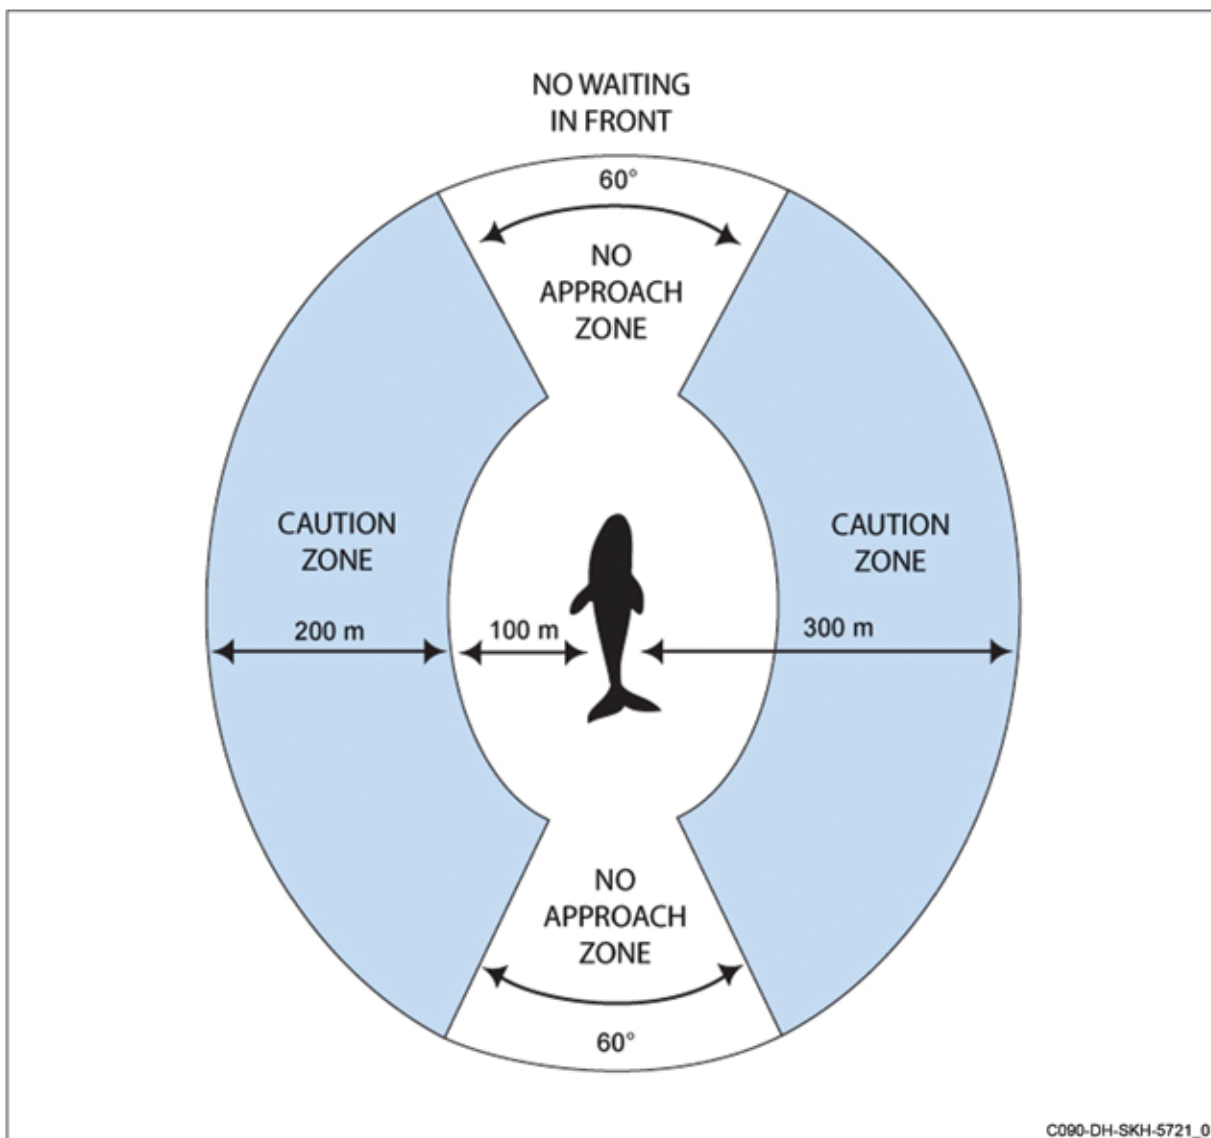 NO WAITING
IN FRONT
60°
NO
APPROACH
ZONE
CAUTION
ZONE
CAUTION
ZONE
200 m
100 m
300 m
NO
APPROACH
ZONE
60°
C090-DH-SKH-5721_0